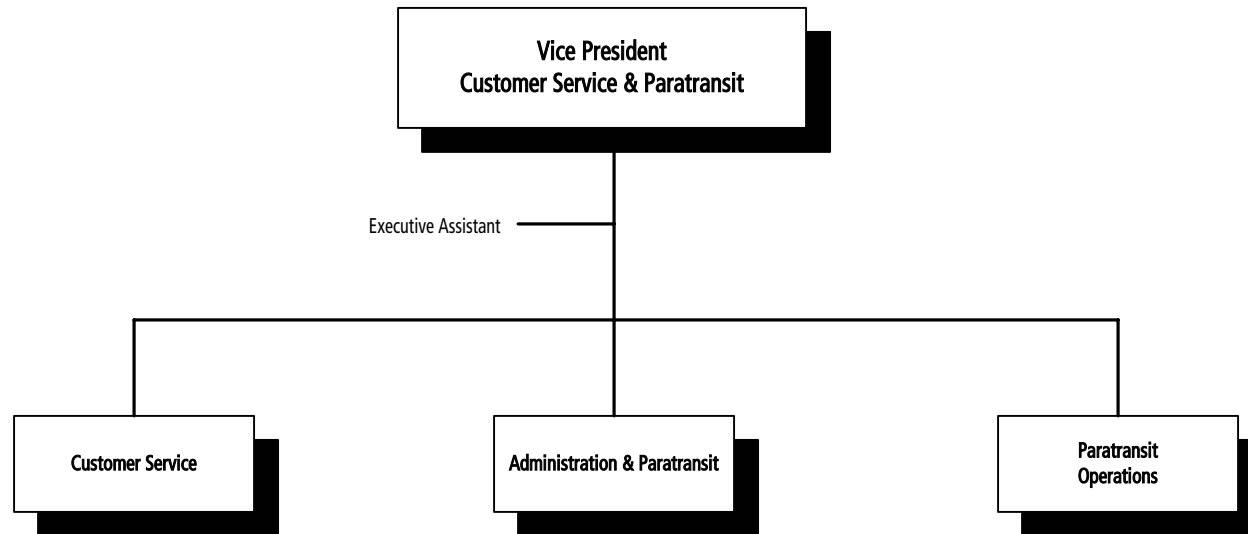 Vice President
Customer Service & Paratransit
Executive Assistant
Customer Service
Administration & Paratransit
Paratransit
Operations